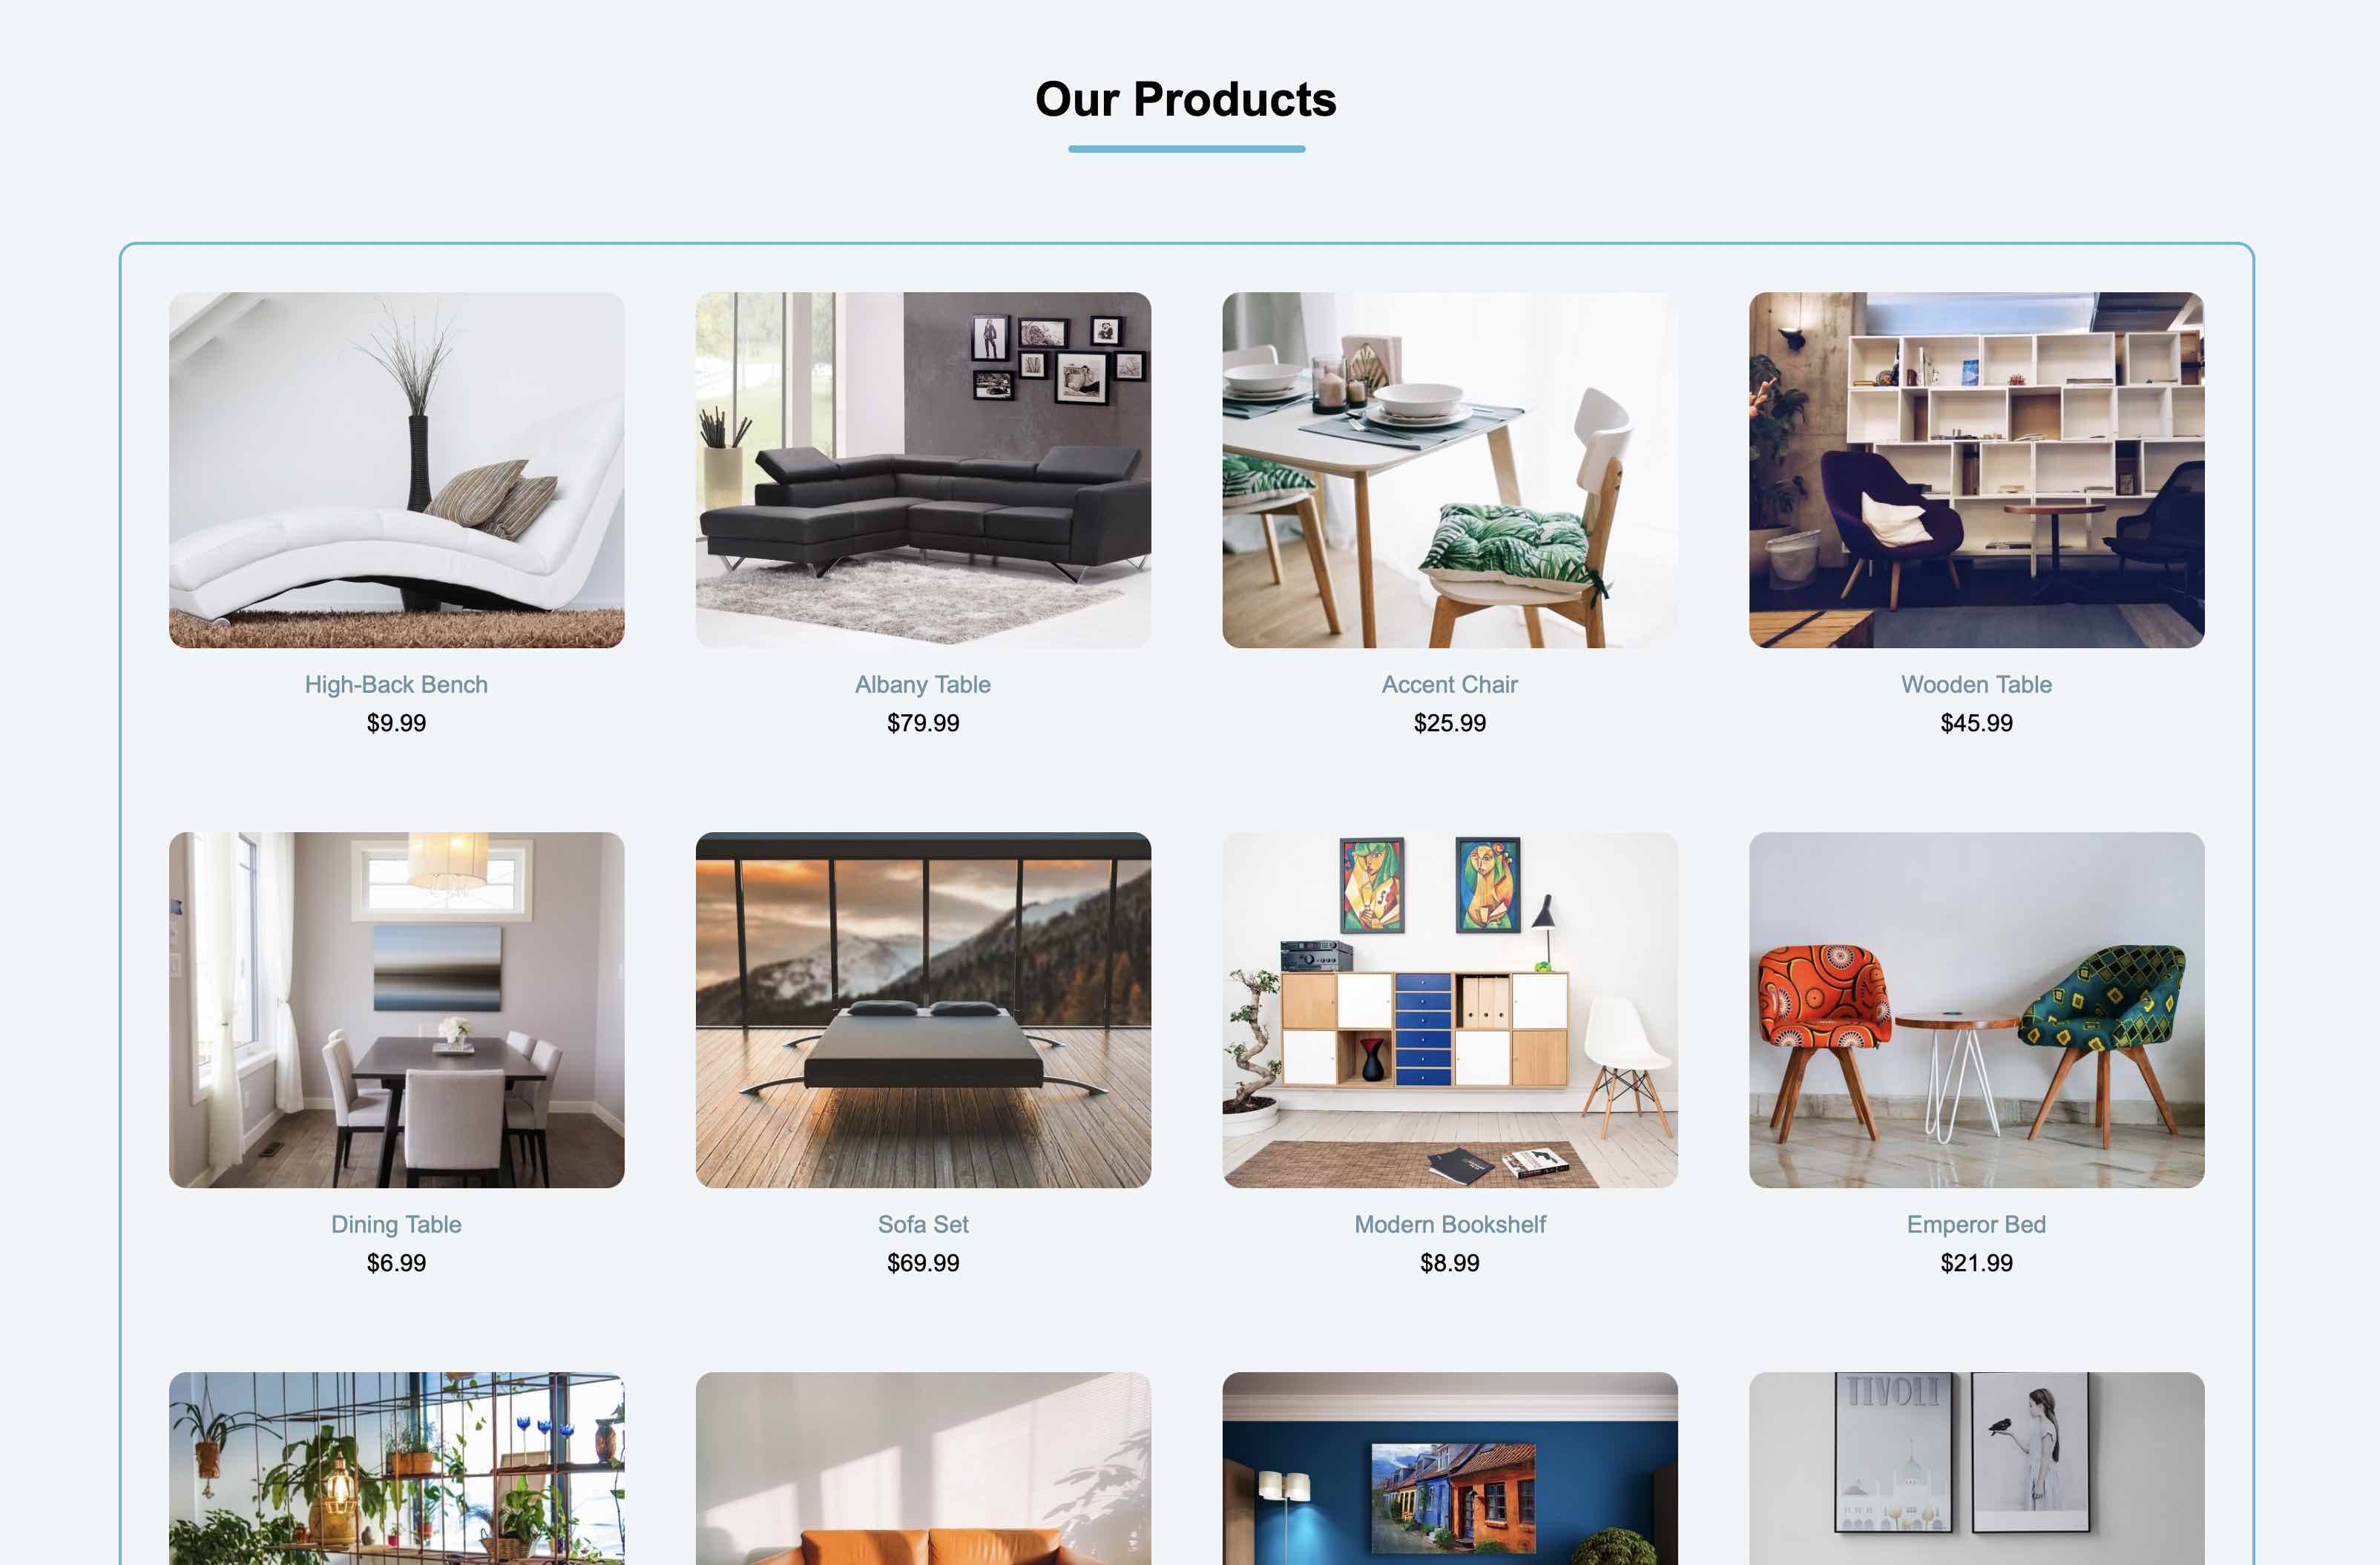 Our Products
High-Back Bench
$9.99
Albany Table
$79.99
Accent Chair
$25.99
Wooden Table
$45.99
Dining Table
$6.99
Sofa Set
$69.99
Modern Bookshelf
$8.99
Emperor Bed
$21.99
TIVOLI